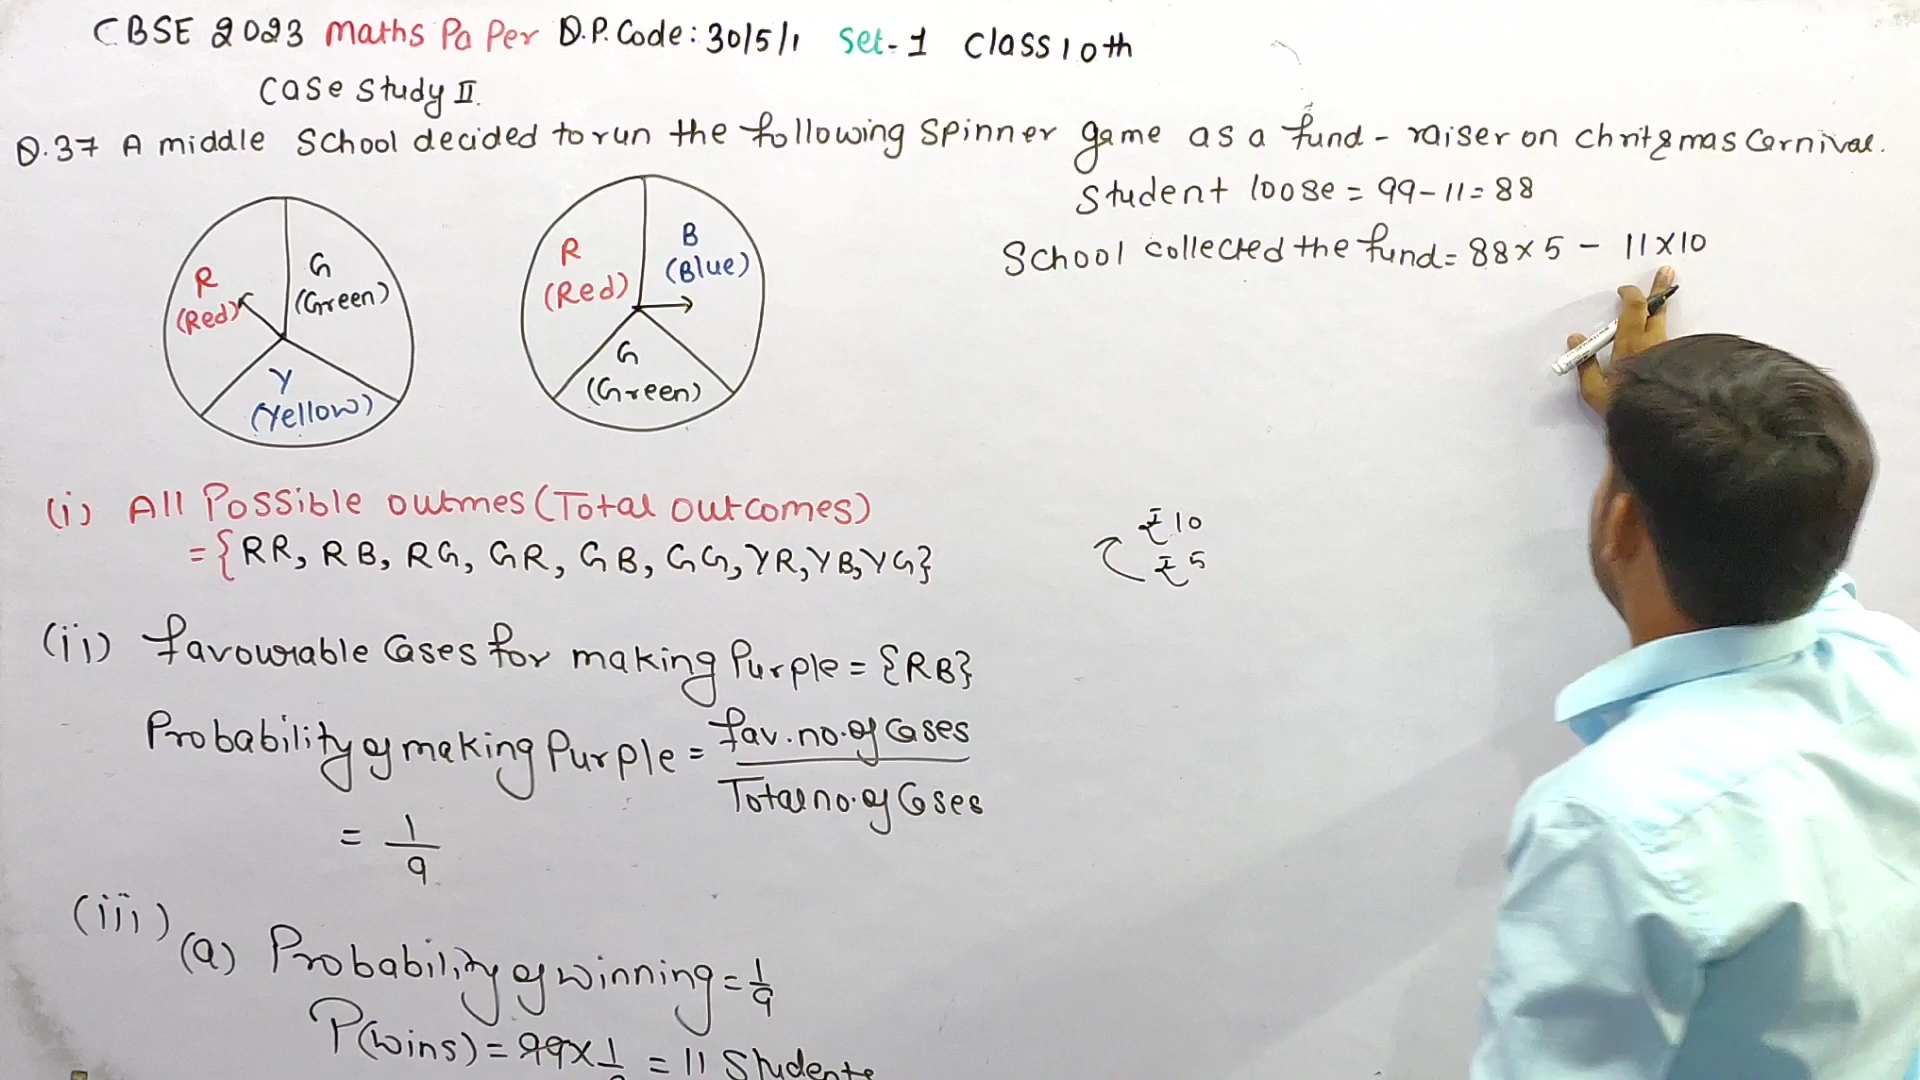 CBSE 2023 Maths PaPer Q.P. Code: 30/5/1 Set-1 Class 10th
Case Study II.
Q.37 A middle School decided to run the following Spinner game as a fund-raiser on Christmas Cornival.
Student loose = 99-11=88
School collected the fund= 88×5 - 11×10
R
(Red)
G
(Green)
Y
(Yellow)
R
(Red)
B
(Blue)
G
(Green)
(i) All Possible outcmes (Total outcomes)
={RR, RB, RG, GR, GB, GG, YR, YB, YG}
₹10
₹5
(ii) favourable Cases for making Purple = {RB}
Probability of making Purple = fav. no. of Cases
Total no. of Cases
= 1/9
(iii) (a) Probability of winning = 1/9
P(wins) = 99×1 = 11 Students